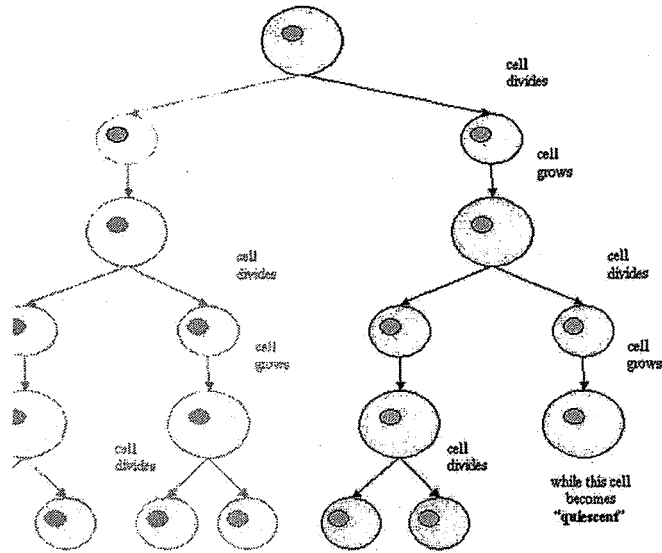 cell
divides
cell
grows
cell
divides
cell
divides
cell
grows
cell
grows
cell
divides
cell
divides
while this cell
becomes
"quiescent"